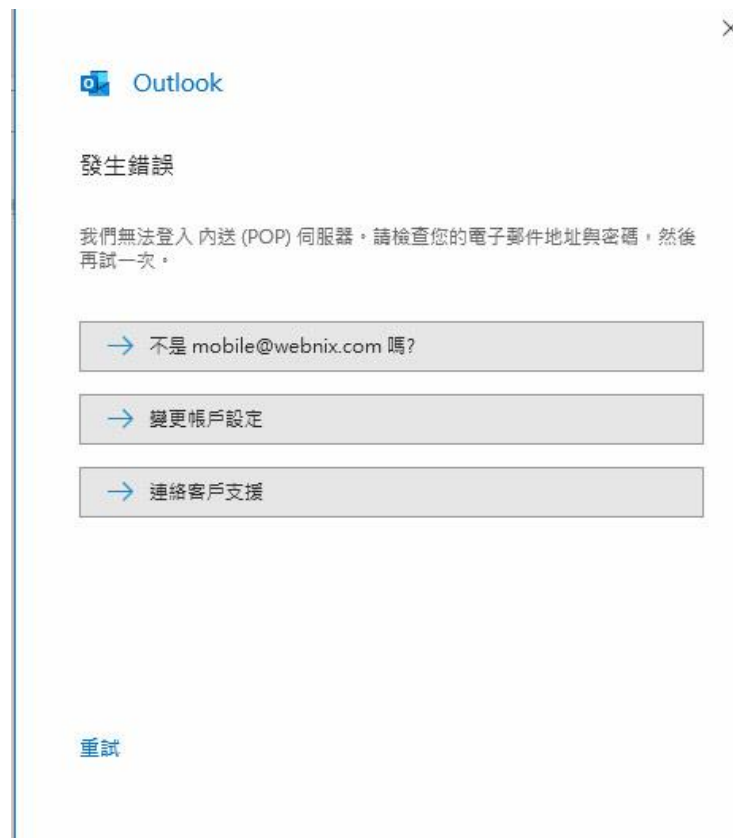 Outlook
發生錯誤
我們無法登入 內送 (POP) 伺服器。請檢查您的電子郵件地址與密碼，然後
再試一次。
不是 mobile@webnix.com 嗎?
變更帳戶設定
連絡客戶支援
重試